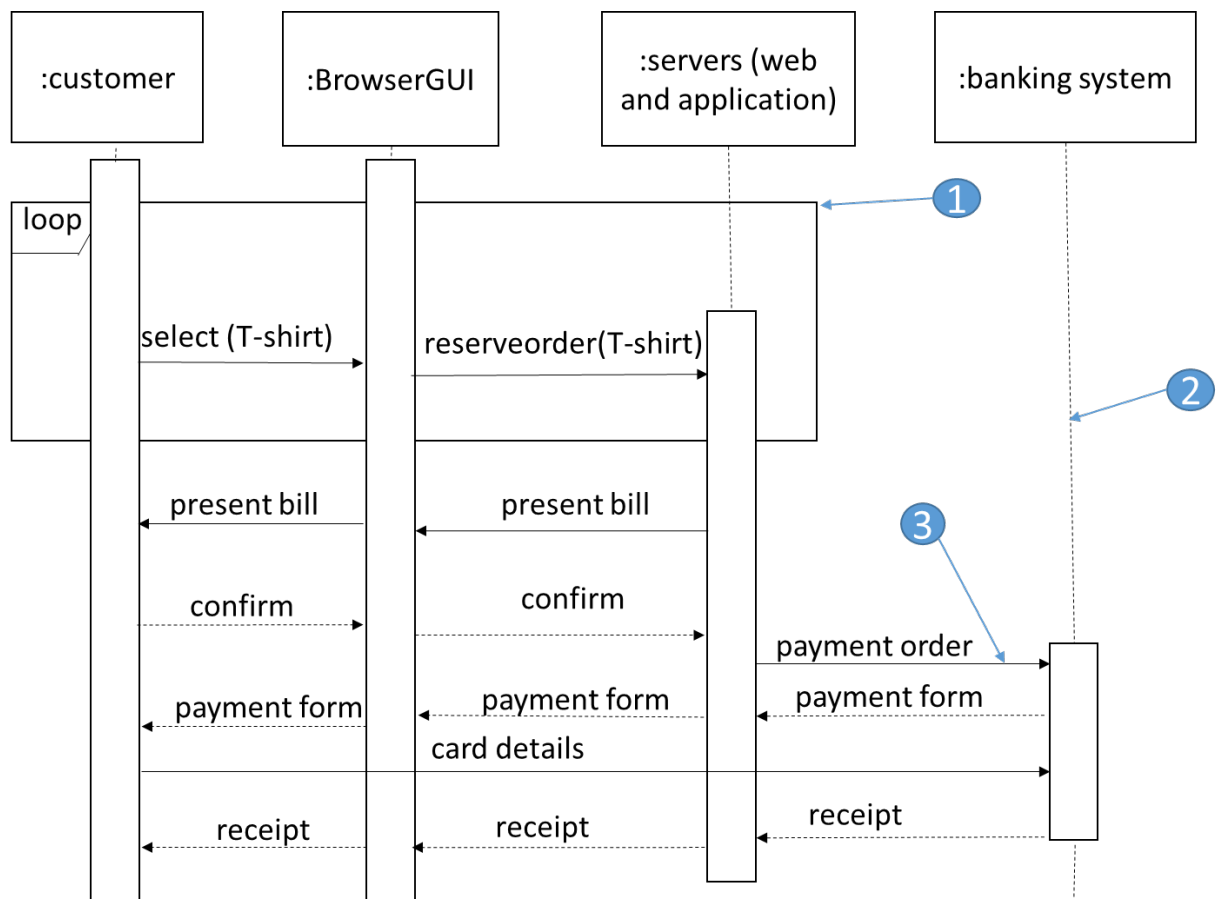 :customer
:BrowserGUI
:servers (web
and application)
:banking system
1
loop
select (T-shirt)
reserveorder(T-shirt)
2
present bill
present bill
3
confirm
confirm
payment order
payment form
payment form
payment form
card details
receipt
receipt
receipt